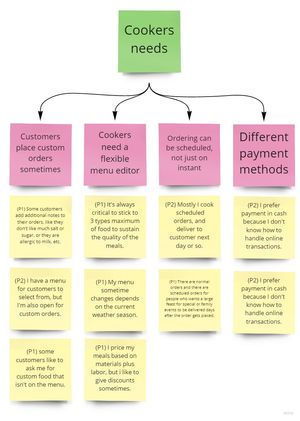 Cookers
needs
Customers
place custom
orders
sometimes
Cookers
need a
flexible
menu editor
Ordering can
be scheduled,
not just on
instant
Different
payment
methods
(P1) Some customers
add additional notes to
their orders, like they
don't like much salt or
sugar, or they are
allergic to milk, etc.
(P1) It's always
critical to stick to
3 types maximum
of food to sustain
the quality of the
meals.
(P2) Mostly I cook
scheduled
orders, and
deliver to
customer next
day or so.
(P2) I prefer
payment in cash
because I don't
know how to
handle online
transactions.
(P2) I have a menu
for customers to
select from, but
I'm also open for
custom orders.
(P1) My menu
sometime
changes depends
on the current
weather season.
(P1) There are normal
orders and there are
scheduled orders for
people who wants a large
feast for special or family
events to be delivered days
after the order gets placed.
(P2) I prefer
payment in cash
because I don't
know how to
handle online
transactions.
(P1) some
customers like to
ask me for
custom food that
isn't on the menu.
(P1) I price my
meals based on
materials plus
labor, but i like to
give discounts
sometimes.
miro